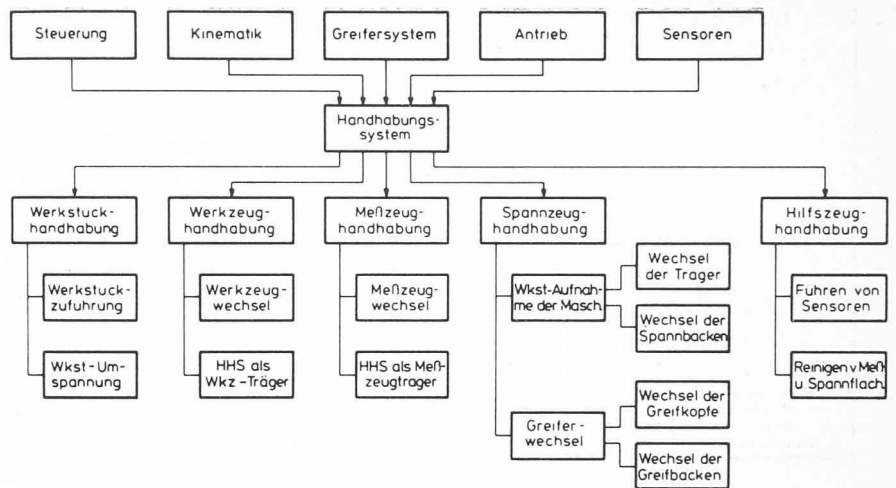 Steuerung
Kinematik
Greifersystem
Antrieb
Sensoren
Handhabungs-
system
Werkstuck-
handhabung
Werkzeug-
handhabung
Meßzeug-
handhabung
Spannzeug-
handhabung
Hilfszeug-
handhabung
Werkstuck-
zufuhrung
Wkst-Um-
spannung
Werkzeug-
wechsel
HHS als
Wkz-Träger
Meßzeug-
wechsel
HHS als Meß-
zeugtrager
Wkst-Aufnah-
me der Masch.
Wechsel
der Trager
Wechsel der
Spannbacken
Greifer-
wechsel
Wechsel der
Greifkopfe
Wechsel der
Greifbacken
Fuhren von
Sensoren
Reinigen v Meß-
u Spannflach.